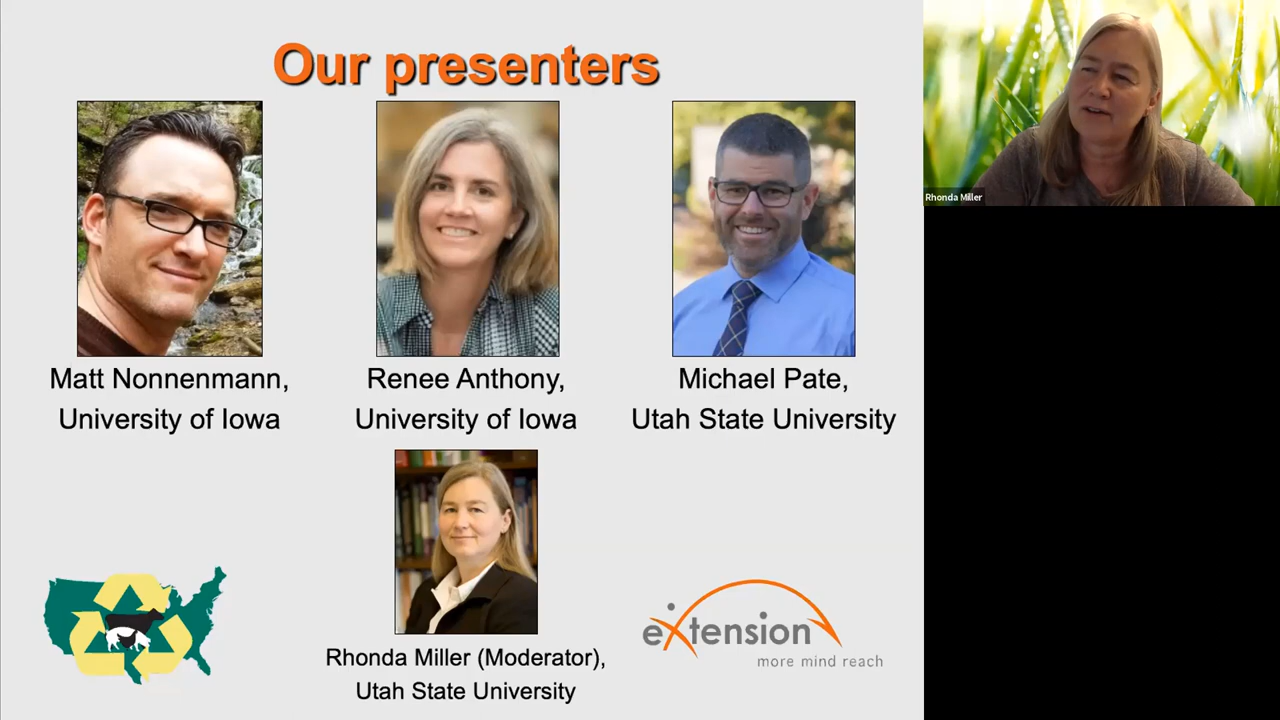 Our presenters
Rhonda Miller
Matt Nonnenmann,
University of Iowa
Renee Anthony,
University of Iowa
Michael Pate,
Utah State University
Rhonda Miller (Moderator),
Utah State University
eXtension
more mind reach